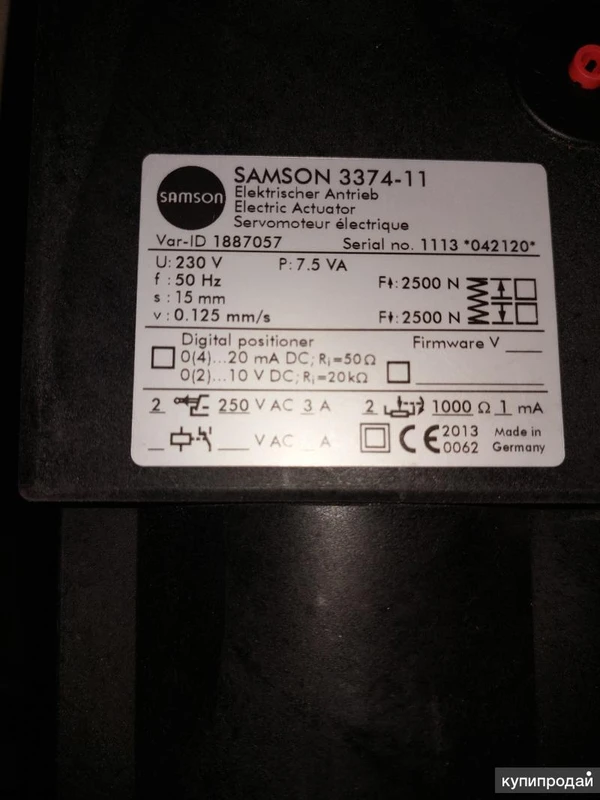 SAMSON
SAMSON 3374-11
Elektrischer Antrieb
Electric Actuator
Servomoteur électrique
Var-ID 1887057 Serial no. 1113 *042120*
U: 230 V P: 7.5 VA
f : 50 Hz F: 2500 N
s : 15 mm
v : 0.125 mm/s F: 2500 N
Digital positioner Firmware V
0(4)...20 mA DC; Ri=50Ω
0(2)...10 V DC; Ri=20kΩ
2 250 V AC 3 A 2 1000 Ω 1 mA
V AC A CE 2013 Made in
0062 Germany
купипродай